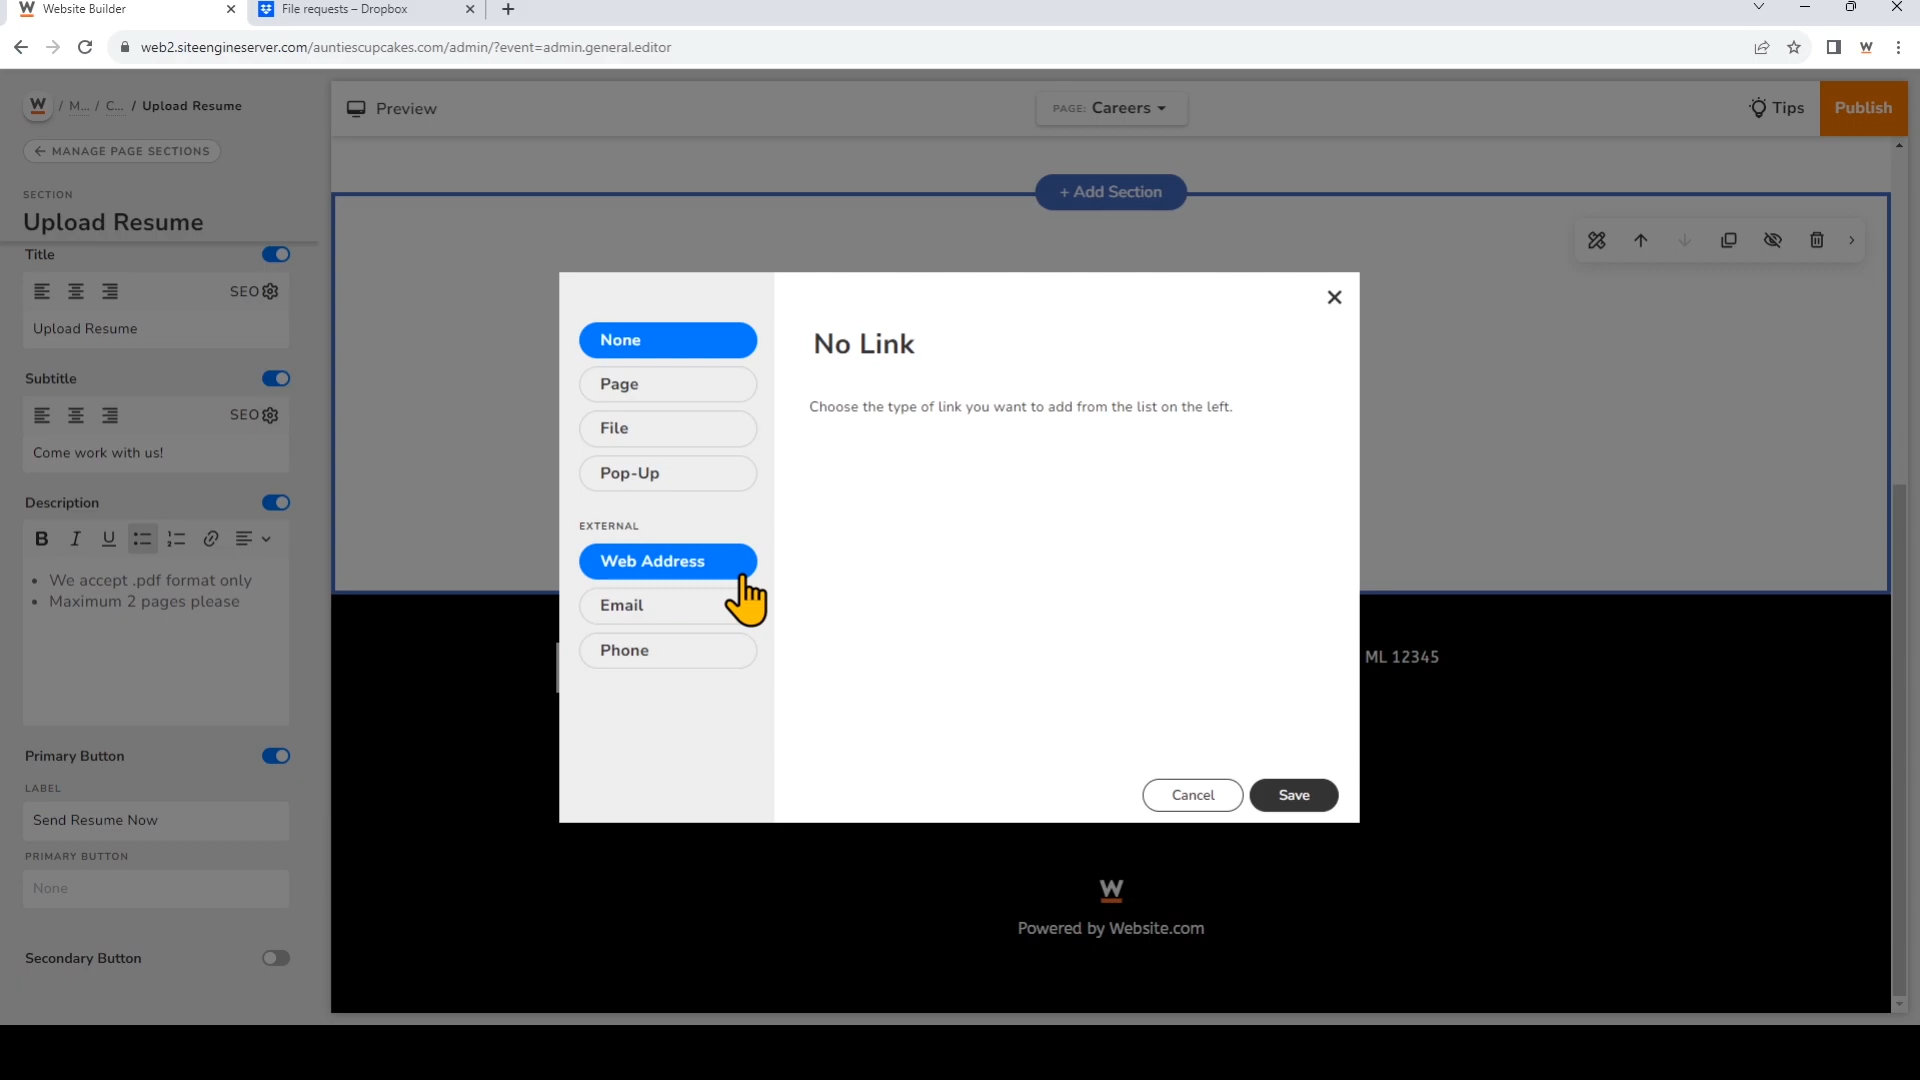 Website Builder
File requests – Dropbox
web2.siteengineserver.com/auntiescupcakes.com/admin/?event=admin.general.editor
W / M... / C... / Upload Resume
MANAGE PAGE SECTIONS
SECTION
Upload Resume
Title
SEO
Upload Resume
Subtitle
SEO
Come work with us!
Description
B I U
• We accept .pdf format only
• Maximum 2 pages please
Primary Button
LABEL
Send Resume Now
PRIMARY BUTTON
None
Secondary Button
Preview
PAGE: Careers
Tips
Publish
+ Add Section
None
Page
File
Pop-Up
EXTERNAL
Web Address
Email
Phone
No Link
Choose the type of link you want to add from the list on the left.
Cancel
Save
ML 12345
W
Powered by Website.com